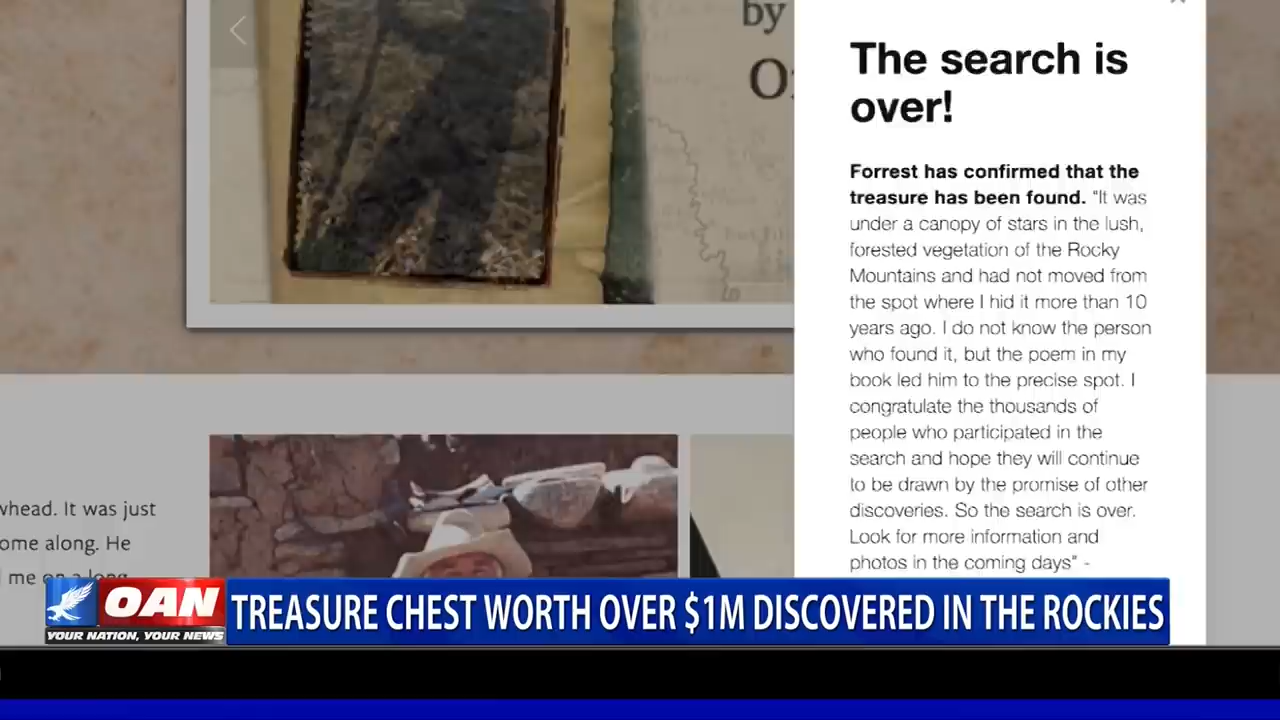 by
The search is
over!
Forrest has confirmed that the
treasure has been found. "It was
under a canopy of stars in the lush,
forested vegetation of the Rocky
Mountains and had not moved from
the spot where I hid it more than 10
years ago. I do not know the person
who found it, but the poem in my
book led him to the precise spot. I
congratulate the thousands of
people who participated in the
search and hope they will continue
to be drawn by the promise of other
discoveries. So the search is over.
Look for more information and
photos in the coming days" -
whead. It was just
ome along. He
me on a long
OAN
YOUR NATION, YOUR NEWS
TREASURE CHEST WORTH OVER $1M DISCOVERED IN THE ROCKIES